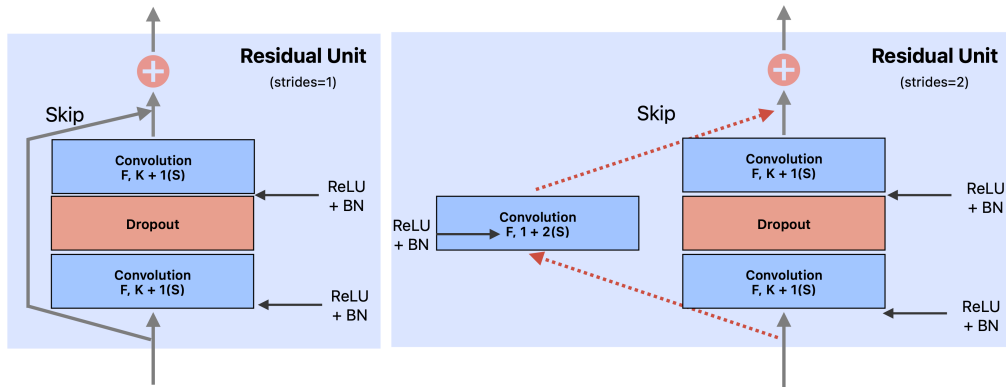 Residual Unit
(strides=1)
Skip
Convolution
F, K + 1(S)
ReLU
+ BN
Dropout
Convolution
F, K + 1(S)
ReLU
+ BN
Residual Unit
(strides=2)
Skip
Convolution
F, K + 1(S)
ReLU
+ BN
Convolution
F, 1 + 2(S)
ReLU
+ BN
Dropout
Convolution
F, K + 1(S)
ReLU
+ BN